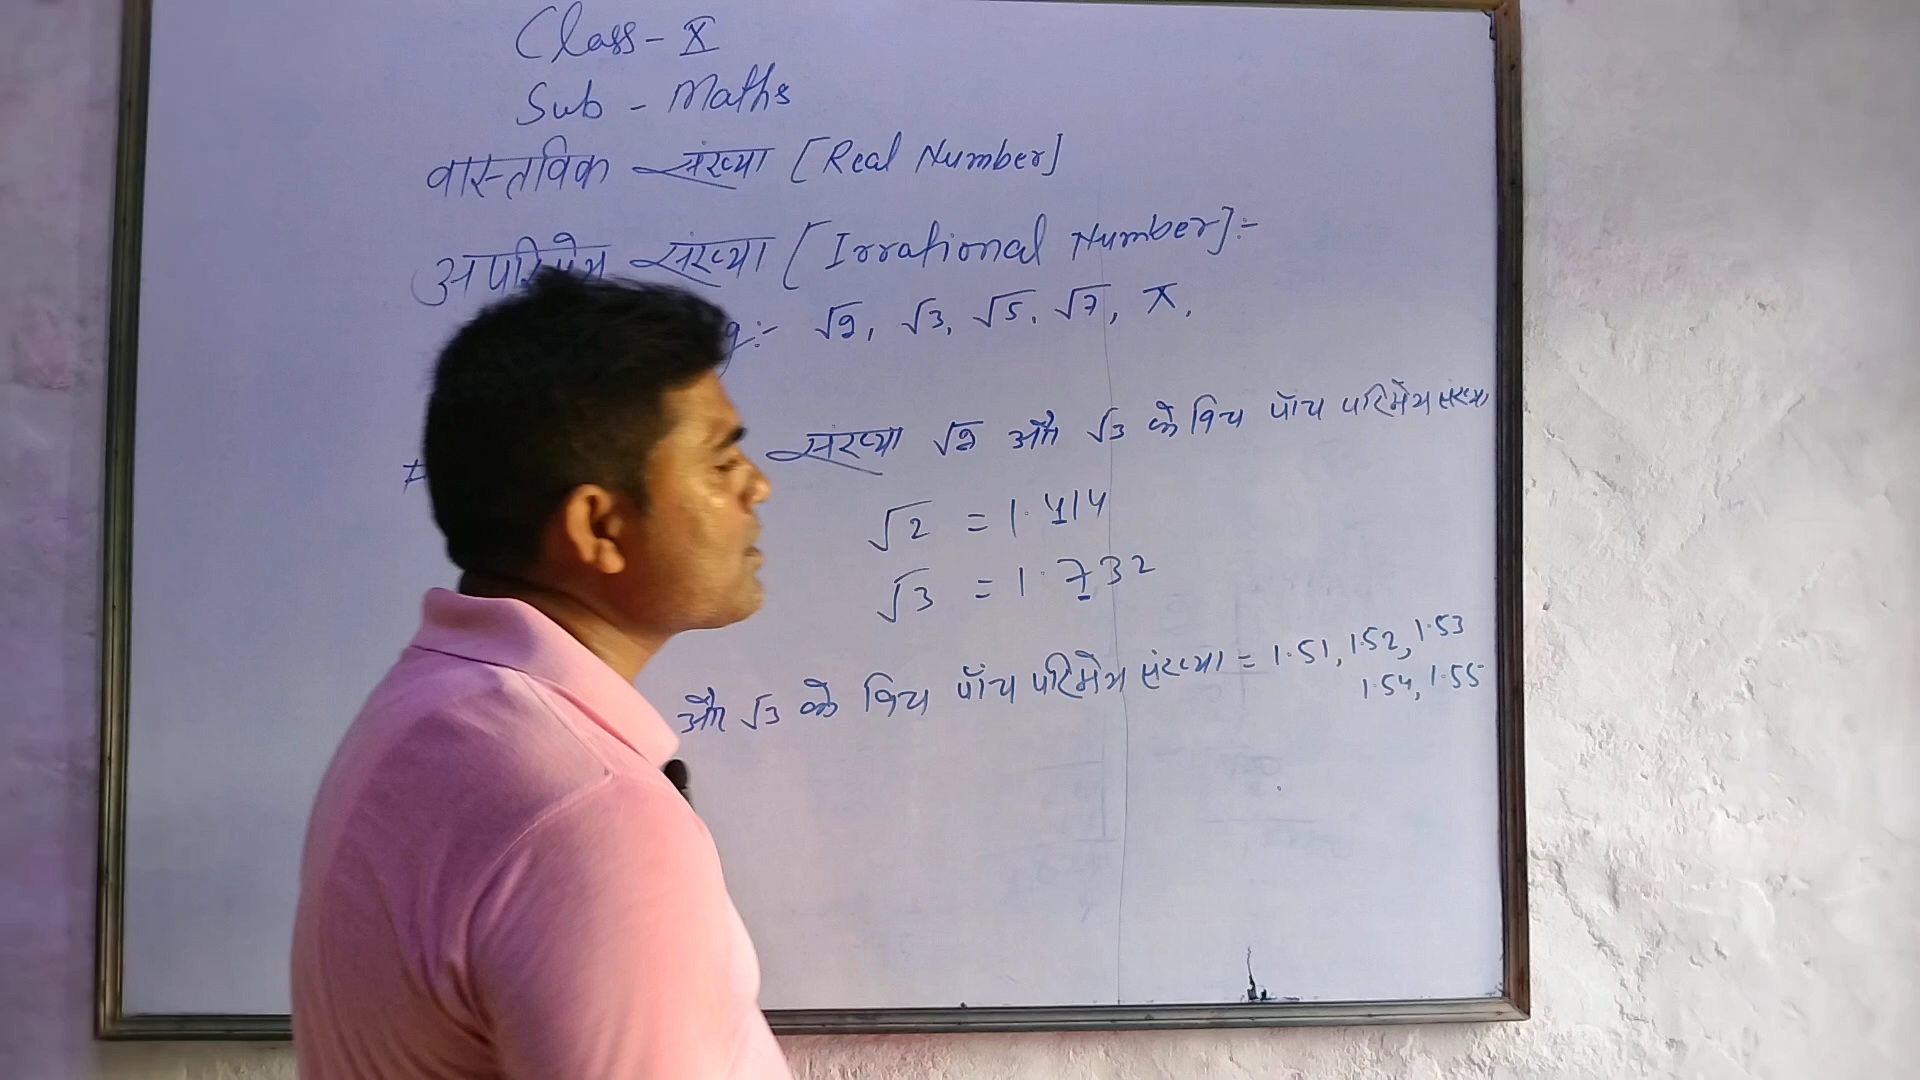 Class - X
Sub - Maths
वास्तविक संख्या [Real Number]
अपरिमेय संख्या [Irrational Number]:-
g:- √2, √3, √5, √7, π,
# संख्या √2 और √3 के बिच पाँच परिमेय संख्या
√2 = 1.414
√3 = 1.732
और √3 के बिच पाँच परिमेय संख्या = 1.51, 1.52, 1.53
1.54, 1.55